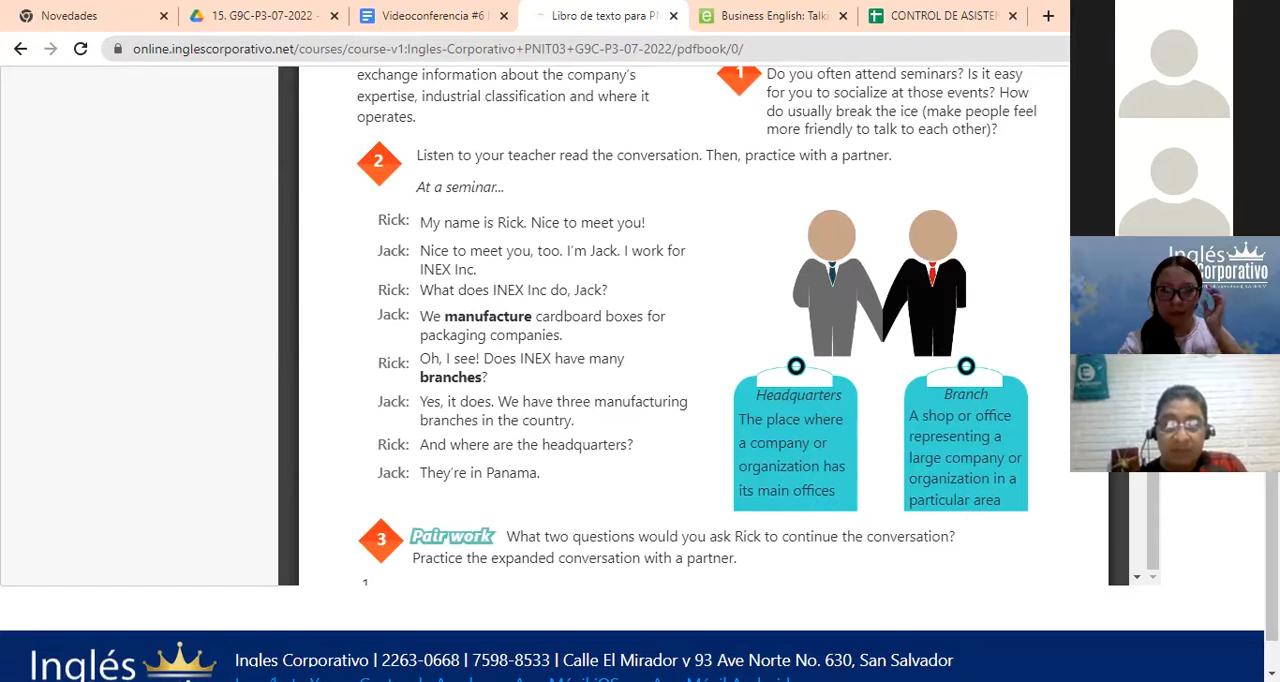 Novedades
15. G9C-P3-07-2022
Videoconferencia #6
Libro de texto para PN
Business English: Talki
CONTROL DE ASISTEN
online.inglescorporativo.net/courses/course-v1:Ingles-Corporativo+PNIT03+G9C-P3-07-2022/pdfbook/0/
exchange information about the company's
expertise, industrial classification and where it
operates.
1
Do you often attend seminars? Is it easy
for you to socialize at those events? How
do usually break the ice (make people feel
more friendly to talk to each other)?
2
Listen to your teacher read the conversation. Then, practice with a partner.
At a seminar...
Rick: My name is Rick. Nice to meet you!
Jack: Nice to meet you, too. I'm Jack. I work for
INEX Inc.
Rick: What does INEX Inc do, Jack?
Jack: We manufacture cardboard boxes for
packaging companies.
Rick: Oh, I see! Does INEX have many
branches?
Jack: Yes, it does. We have three manufacturing
branches in the country.
Rick: And where are the headquarters?
Jack: They're in Panama.
Headquarters
The place where
a company or
organization has
its main offices
Branch
A shop or office
representing a
large company or
organization in a
particular area
3
Pair work What two questions would you ask Rick to continue the conversation?
Practice the expanded conversation with a partner.
1
Inglés
Corporativo
Inglés
Ingles Corporativo | 2263-0668 | 7598-8533 | Calle El Mirador y 93 Ave Norte No. 630, San Salvador